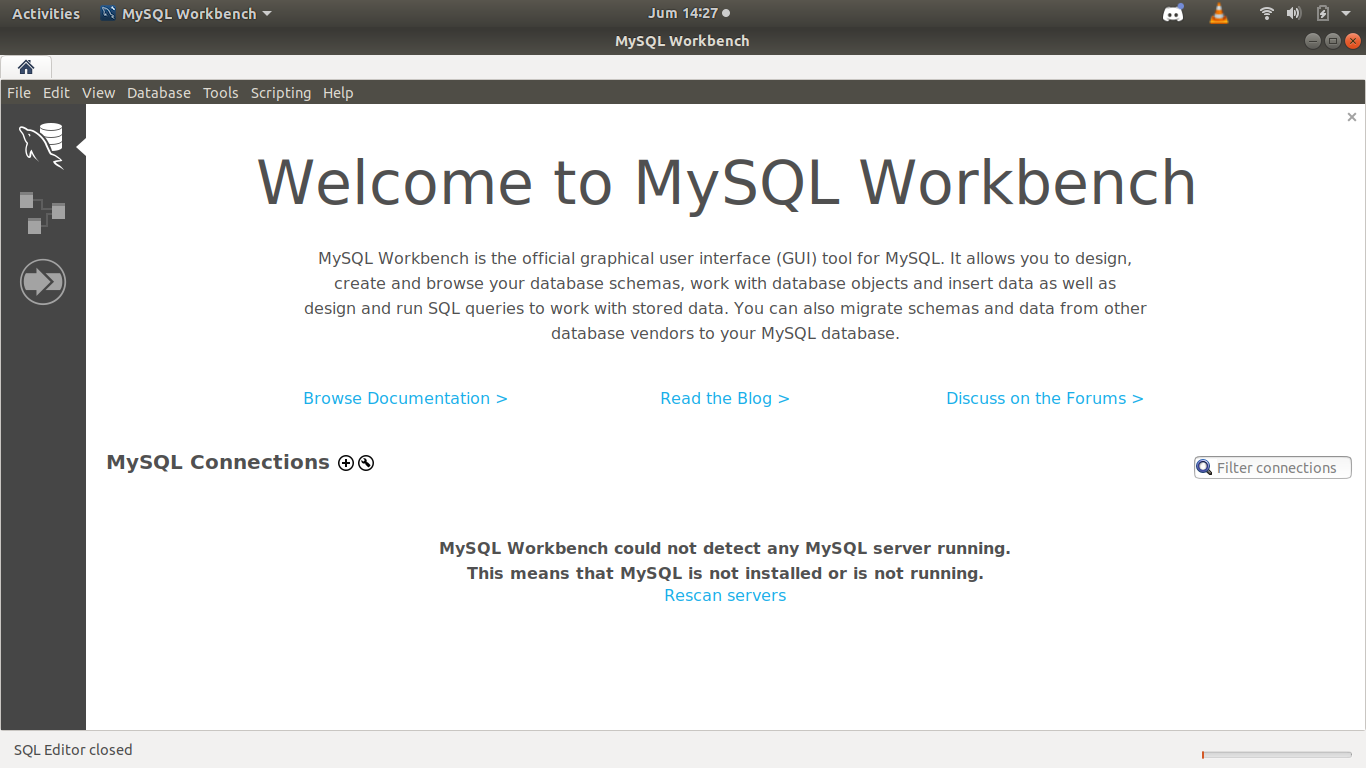 Activities MySQL Workbench Jum 14:27
MySQL Workbench
File Edit View Database Tools Scripting Help
Welcome to MySQL Workbench
MySQL Workbench is the official graphical user interface (GUI) tool for MySQL. It allows you to design,
create and browse your database schemas, work with database objects and insert data as well as
design and run SQL queries to work with stored data. You can also migrate schemas and data from other
database vendors to your MySQL database.
Browse Documentation > Read the Blog > Discuss on the Forums >
MySQL Connections Filter connections
MySQL Workbench could not detect any MySQL server running.
This means that MySQL is not installed or is not running.
Rescan servers
SQL Editor closed